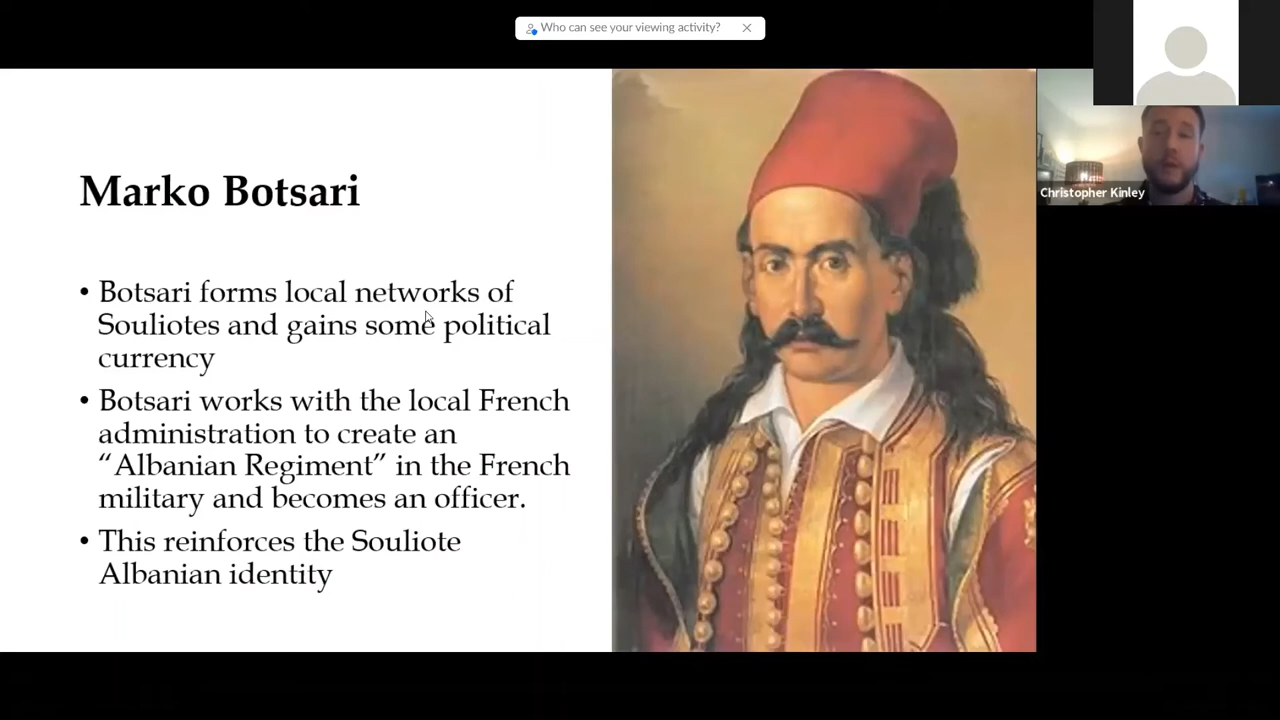 Who can see your viewing activity?
Marko Botsari
• Botsari forms local networks of
Souliotes and gains some political
currency
• Botsari works with the local French
administration to create an
“Albanian Regiment” in the French
military and becomes an officer.
• This reinforces the Souliote
Albanian identity
Christopher Kinley